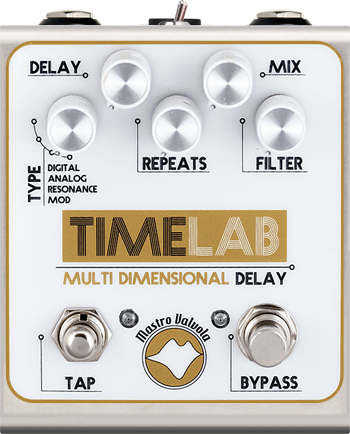 DELAY
MIX
REPEATS
FILTER
TYPE
DIGITAL
ANALOG
RESONANCE
MOD
TIMELAB
MULTI DIMENSIONAL DELAY
Mastro Valvola
TAP
BYPASS